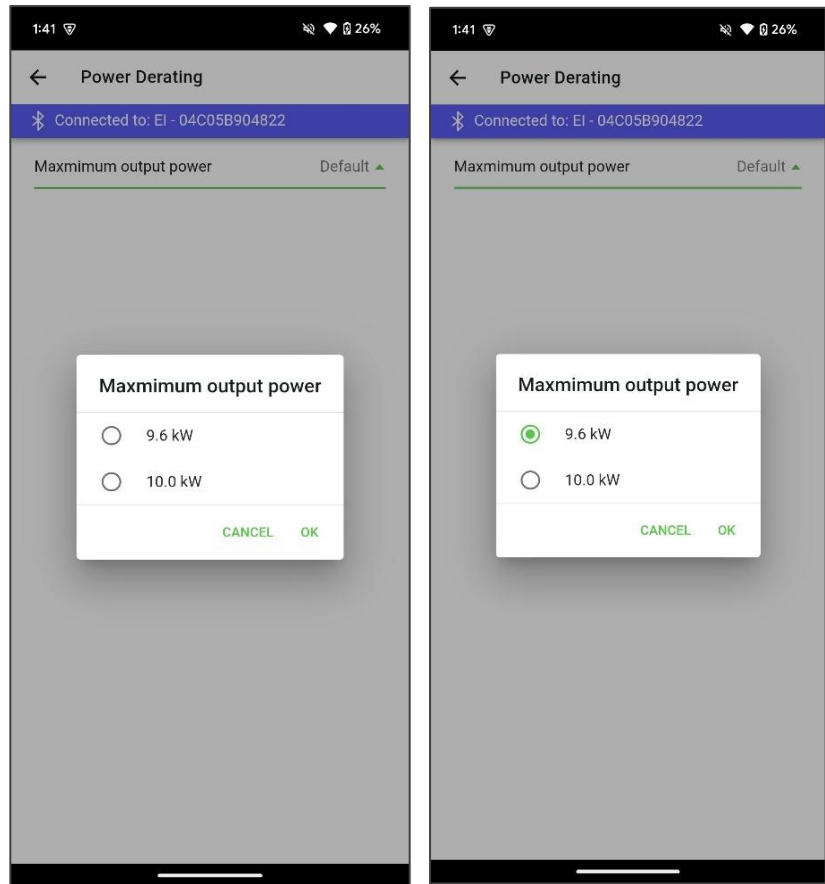 1:41 26%
Power Derating
Connected to: EI - 04C05B904822
Maxmimum output power Default
Maxmimum output power
9.6 kW
10.0 kW
CANCEL OK
1:41 26%
Power Derating
Connected to: EI - 04C05B904822
Maxmimum output power Default
Maxmimum output power
9.6 kW
10.0 kW
CANCEL OK